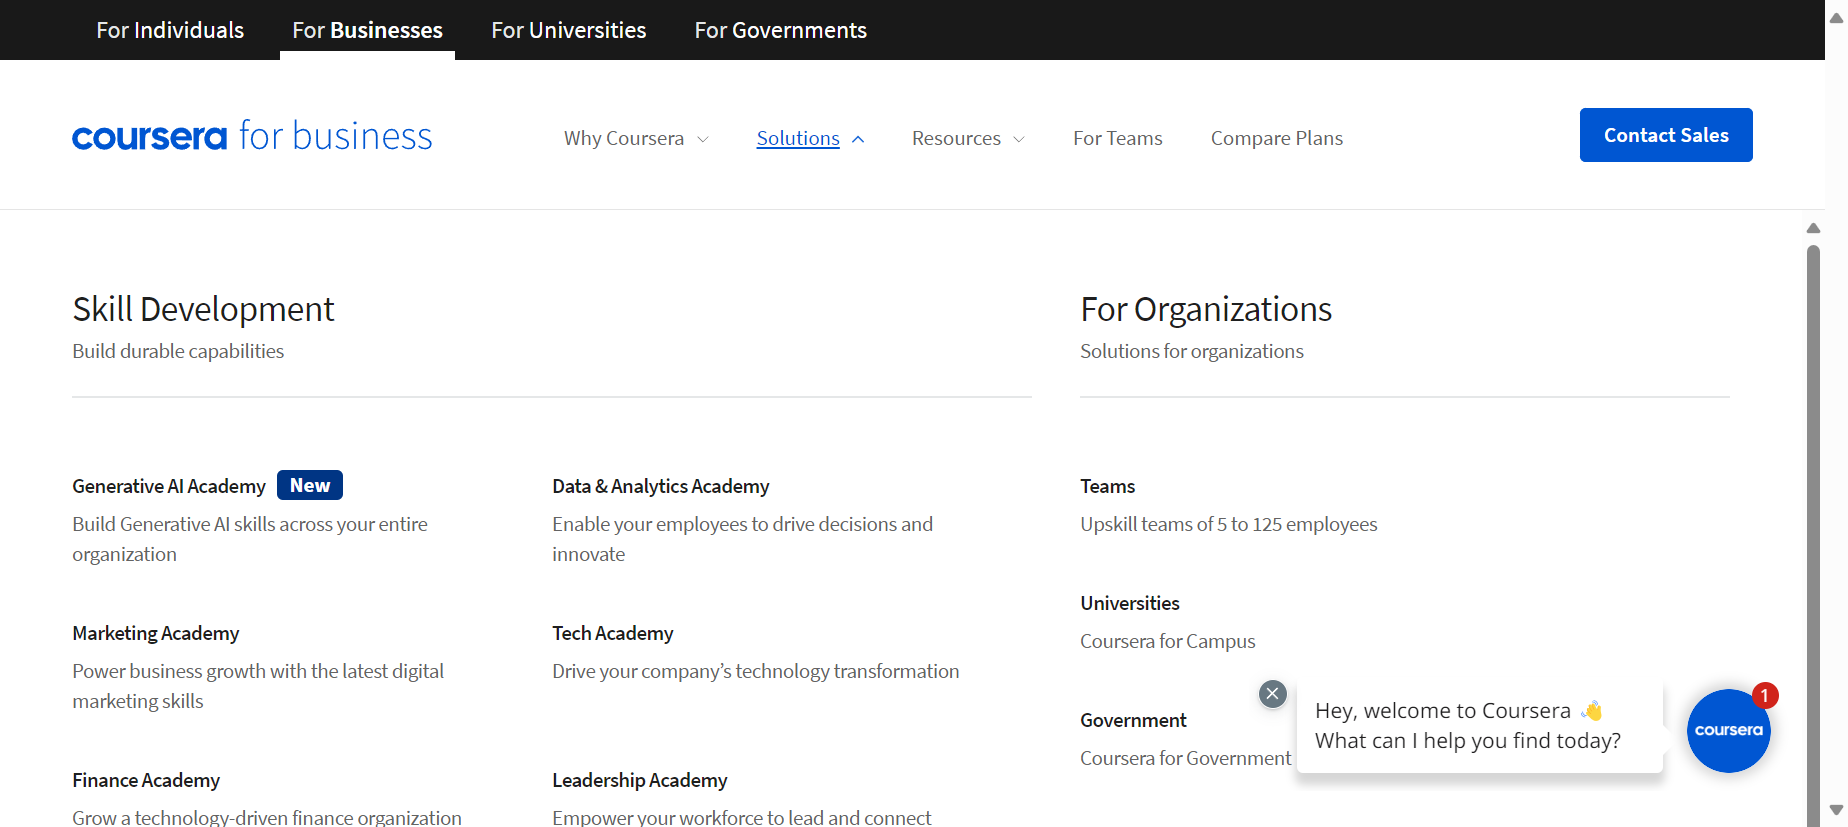 For Individuals
For Businesses
For Universities
For Governments
coursera for business
Why Coursera
Solutions
Resources
For Teams
Compare Plans
Contact Sales
Skill Development
Build durable capabilities
For Organizations
Solutions for organizations
Generative AI Academy New
Build Generative AI skills across your entire
organization
Data & Analytics Academy
Enable your employees to drive decisions and
innovate
Teams
Upskill teams of 5 to 125 employees
Marketing Academy
Power business growth with the latest digital
marketing skills
Tech Academy
Drive your company’s technology transformation
Universities
Coursera for Campus
Government
Coursera for Government
Finance Academy
Grow a technology-driven finance organization
Leadership Academy
Empower your workforce to lead and connect
Hey, welcome to Coursera 👋
What can I help you find today?
coursera
1